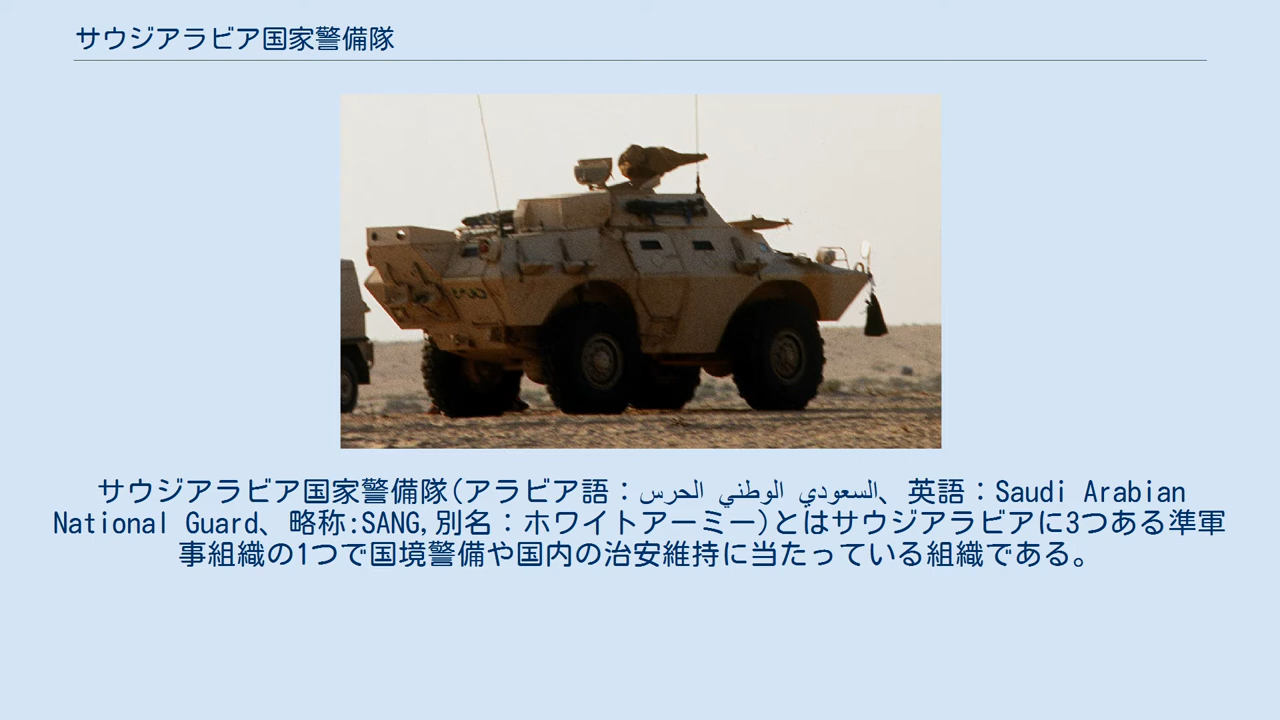 サウジアラビア国家警備隊
サウジアラビア国家警備隊(アラビア語：السعودي الوطني الحرس、英語：Saudi Arabian
National Guard、略称:SANG,別名：ホワイトアーミー)とはサウジアラビアに3つある準軍
事組織の1つで国境警備や国内の治安維持に当たっている組織である。